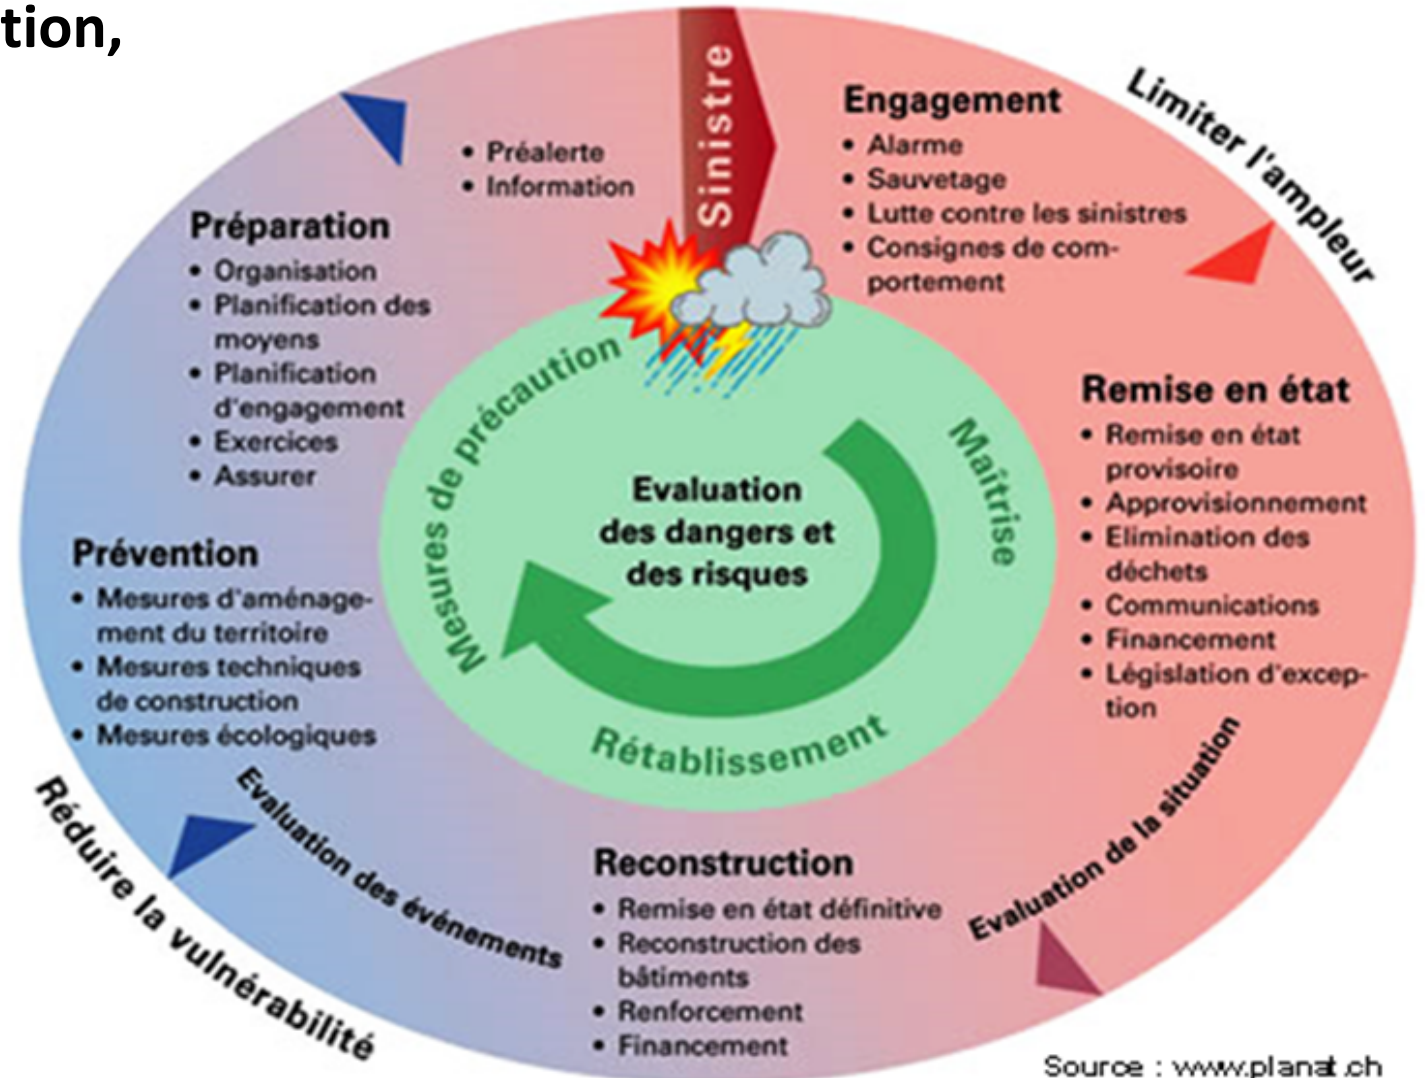 tion,
Sinistre
Engagement
• Alarme
• Sauvetage
• Lutte contre les sinistres
• Consignes de com-
portement
Limiter l'ampleur
Remise en état
• Remise en état
provisoire
• Approvisionnement
• Elimination des
déchets
• Communications
• Financement
• Législation d'excep-
tion
Evaluation de la situation
Reconstruction
• Remise en état définitive
• Reconstruction des
bâtiments
• Renforcement
• Financement
Evaluation des événements
Réduire la vulnérabilité
Prévention
• Mesures d'aménage-
ment du territoire
• Mesures techniques
de construction
• Mesures écologiques
Préparation
• Organisation
• Planification des
moyens
• Planification
d'engagement
• Exercices
• Assurer
• Préalerte
• Information
Mesures de précaution
Maîtrise
Rétablissement
Evaluation
des dangers et
des risques
Source : www.planat.ch